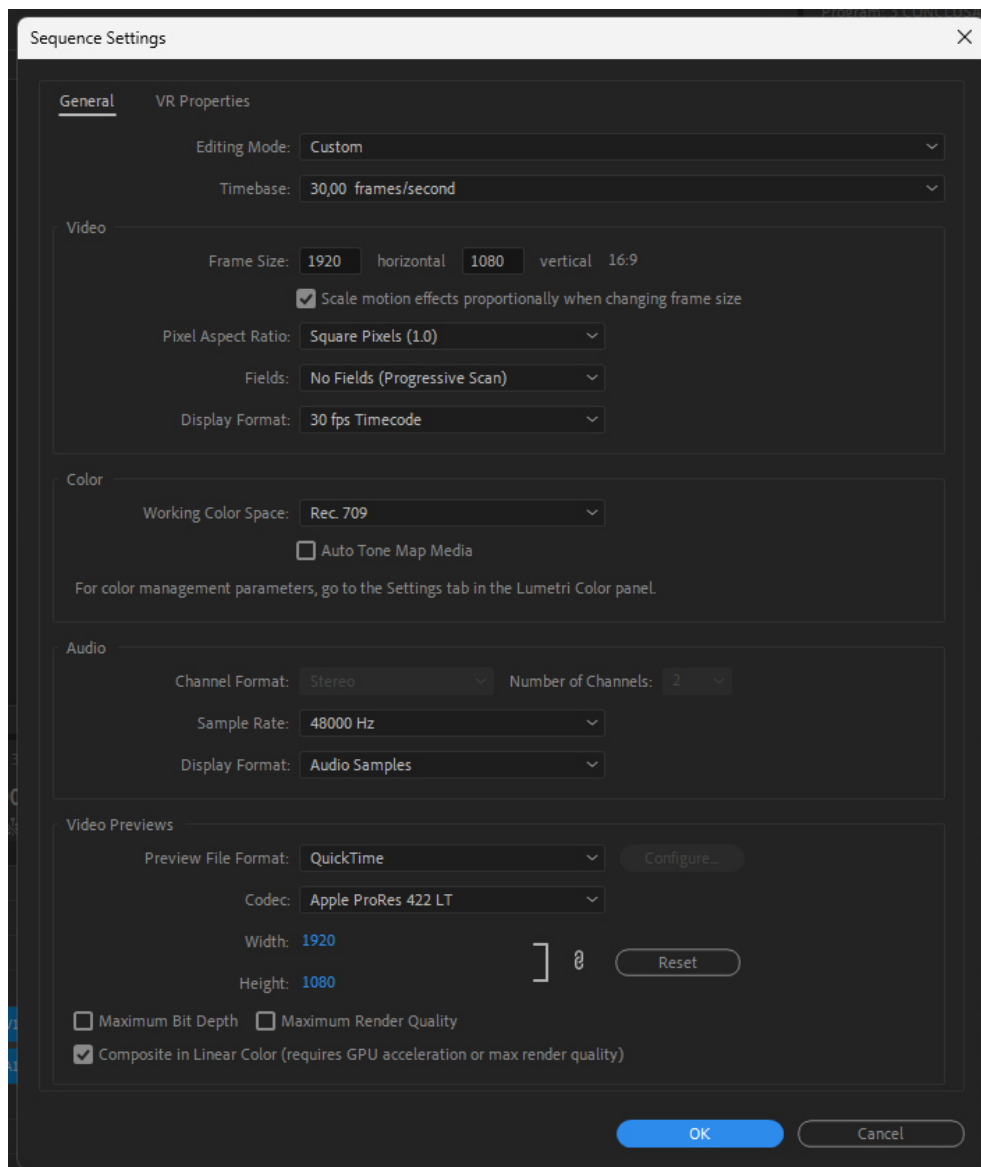 Sequence Settings
General VR Properties
Editing Mode: Custom
Timebase: 30,00 frames/second
Video
Frame Size: 1920 horizontal 1080 vertical 16:9
Scale motion effects proportionally when changing frame size
Pixel Aspect Ratio: Square Pixels (1.0)
Fields: No Fields (Progressive Scan)
Display Format: 30 fps Timecode
Color
Working Color Space: Rec. 709
Auto Tone Map Media
For color management parameters, go to the Settings tab in the Lumetri Color panel.
Audio
Channel Format: Stereo Number of Channels: 2
Sample Rate: 48000 Hz
Display Format: Audio Samples
Video Previews
Preview File Format: QuickTime Configure...
Codec: Apple ProRes 422 LT
Width: 1920
Height: 1080
Reset
Maximum Bit Depth Maximum Render Quality
Composite in Linear Color (requires GPU acceleration or max render quality)
OK Cancel